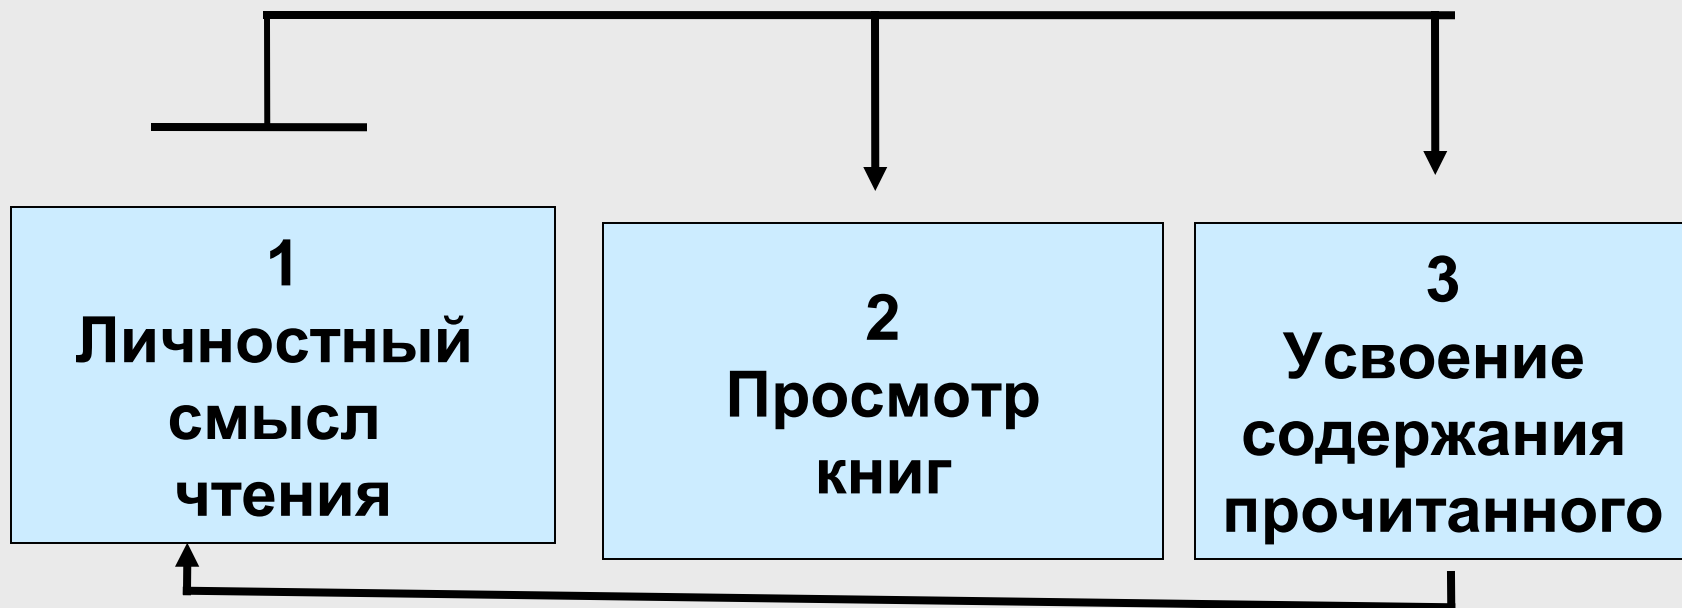 1
Личностный
смысл
чтения
2
Просмотр
книг
3
Усвоение
содержания
прочитанного